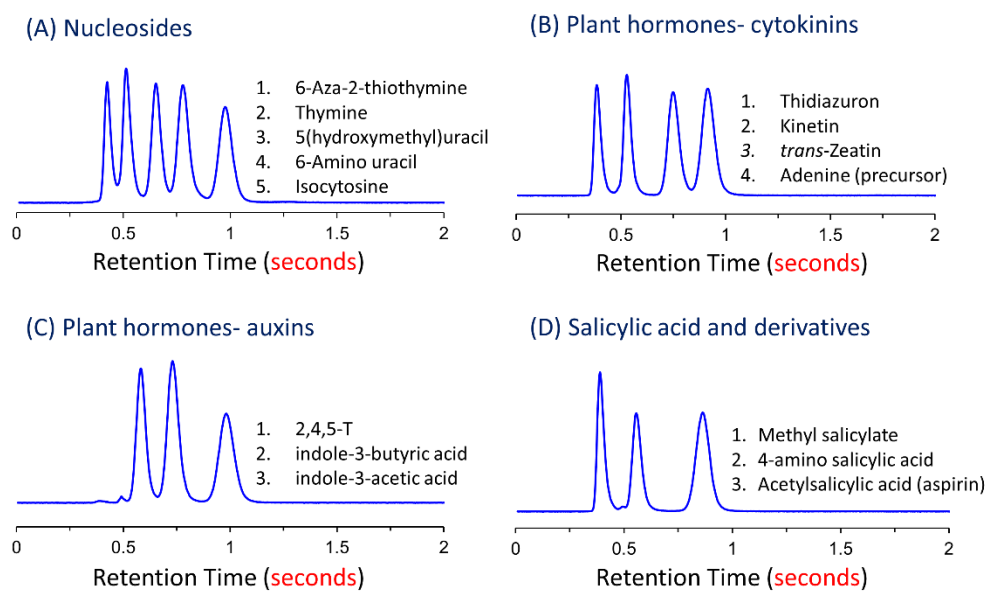 (A) Nucleosides
1. 6-Aza-2-thiothymine
2. Thymine
3. 5(hydroxymethyl)uracil
4. 6-Amino uracil
5. Isocytosine
0 0.5 1 1.5 2
Retention Time (seconds)
(B) Plant hormones- cytokinins
1. Thidiazuron
2. Kinetin
3. trans-Zeatin
4. Adenine (precursor)
0 0.5 1 1.5 2
Retention Time (seconds)
(C) Plant hormones- auxins
1. 2,4,5-T
2. indole-3-butyric acid
3. indole-3-acetic acid
0 0.5 1 1.5 2
Retention Time (seconds)
(D) Salicylic acid and derivatives
1. Methyl salicylate
2. 4-amino salicylic acid
3. Acetylsalicylic acid (aspirin)
0 0.5 1 1.5 2
Retention Time (seconds)